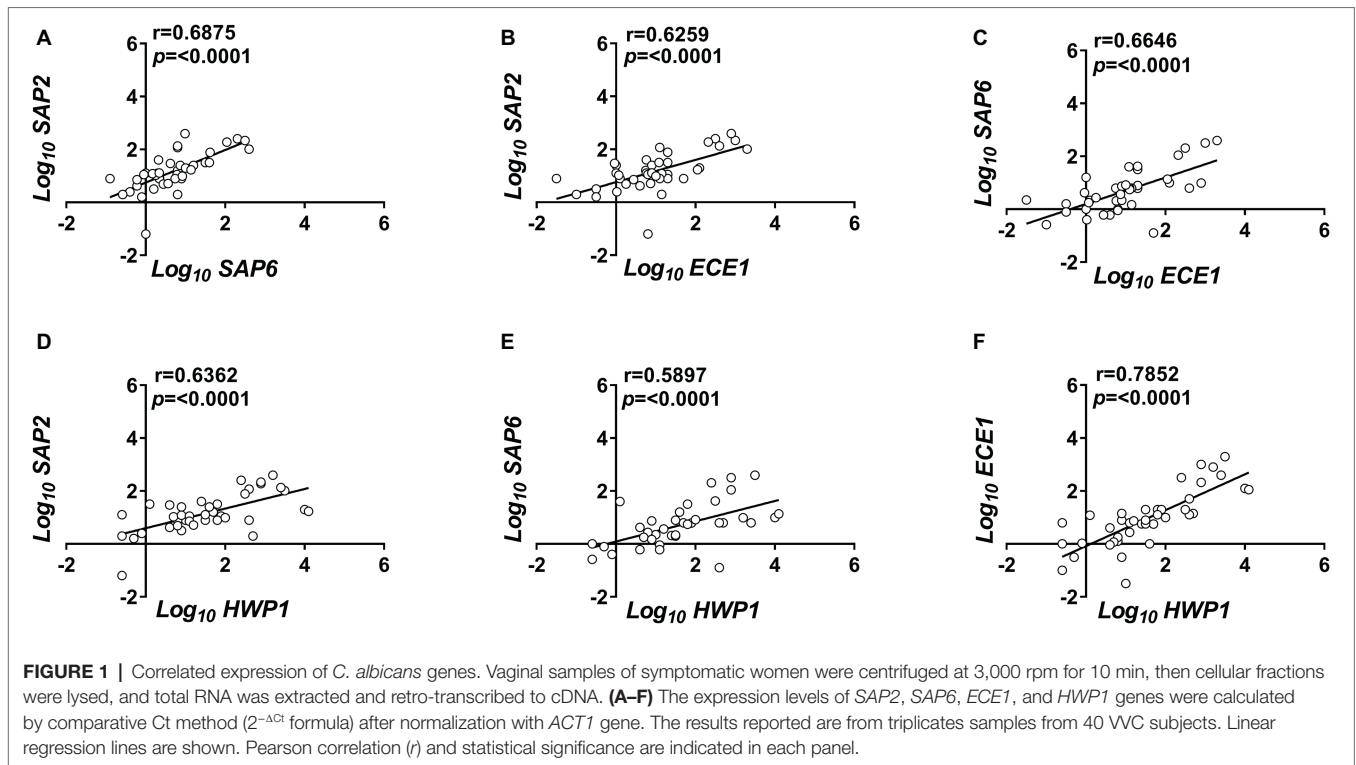 A
r=0.6875
p=<0.0001
6
4
2
-2
2
4
6
-2
Log10 SAP2
Log10 SAP6
B
r=0.6259
p=<0.0001
6
4
2
-2
2
4
6
-2
Log10 SAP2
Log10 ECE1
C
r=0.6646
p=<0.0001
6
4
2
-2
2
4
6
-2
Log10 SAP6
Log10 ECE1
D
r=0.6362
p=<0.0001
6
4
2
-2
2
4
6
-2
Log10 SAP2
Log10 HWP1
E
r=0.5897
p=<0.0001
6
4
2
-2
2
4
6
-2
Log10 SAP6
Log10 HWP1
F
r=0.7852
p=<0.0001
6
4
2
-2
2
4
6
-2
Log10 ECE1
Log10 HWP1
FIGURE 1 | Correlated expression of C. albicans genes. Vaginal samples of symptomatic women were centrifuged at 3,000 rpm for 10 min, then cellular fractions
were lysed, and total RNA was extracted and retro-transcribed to cDNA. (A–F) The expression levels of SAP2, SAP6, ECE1, and HWP1 genes were calculated
by comparative Ct method (2−ΔCt formula) after normalization with ACT1 gene. The results reported are from triplicates samples from 40 VVC subjects. Linear
regression lines are shown. Pearson correlation (r) and statistical significance are indicated in each panel.